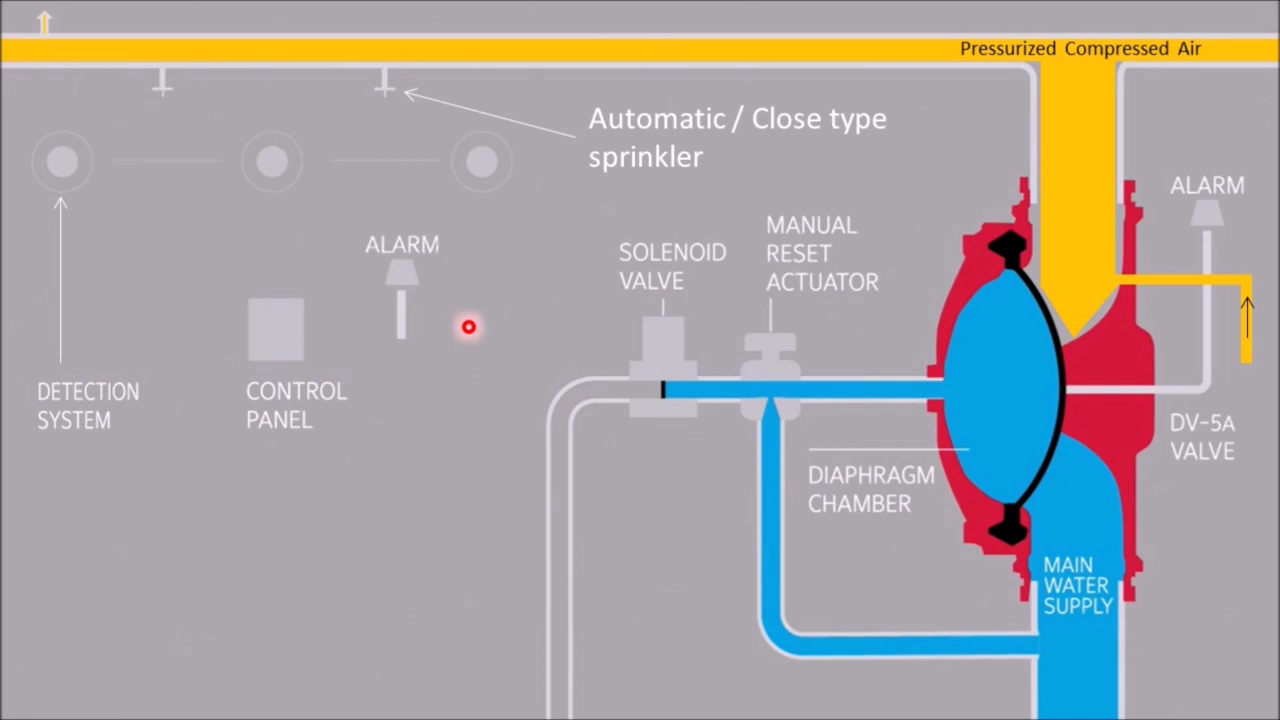 Pressurized Compressed Air
Automatic / Close type
sprinkler
ALARM
MANUAL
RESET
ACTUATOR
SOLENOID
VALVE
ALARM
DETECTION
SYSTEM
CONTROL
PANEL
DV-5A
VALVE
DIAPHRAGM
CHAMBER
MAIN
WATER
SUPPLY